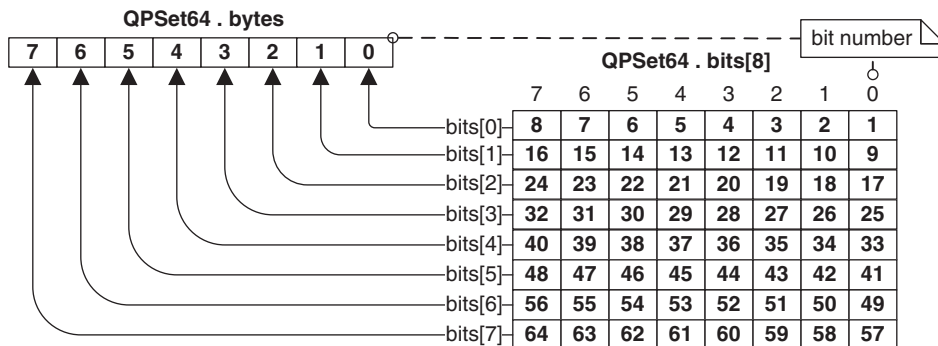 QPSet64 . bytes
7 6 5 4 3 2 1 0
bit number
QPSet64 . bits[8]
7 6 5 4 3 2 1 0
bits[0] 8 7 6 5 4 3 2 1
bits[1] 16 15 14 13 12 11 10 9
bits[2] 24 23 22 21 20 19 18 17
bits[3] 32 31 30 29 28 27 26 25
bits[4] 40 39 38 37 36 35 34 33
bits[5] 48 47 46 45 44 43 42 41
bits[6] 56 55 54 53 52 51 50 49
bits[7] 64 63 62 61 60 59 58 57